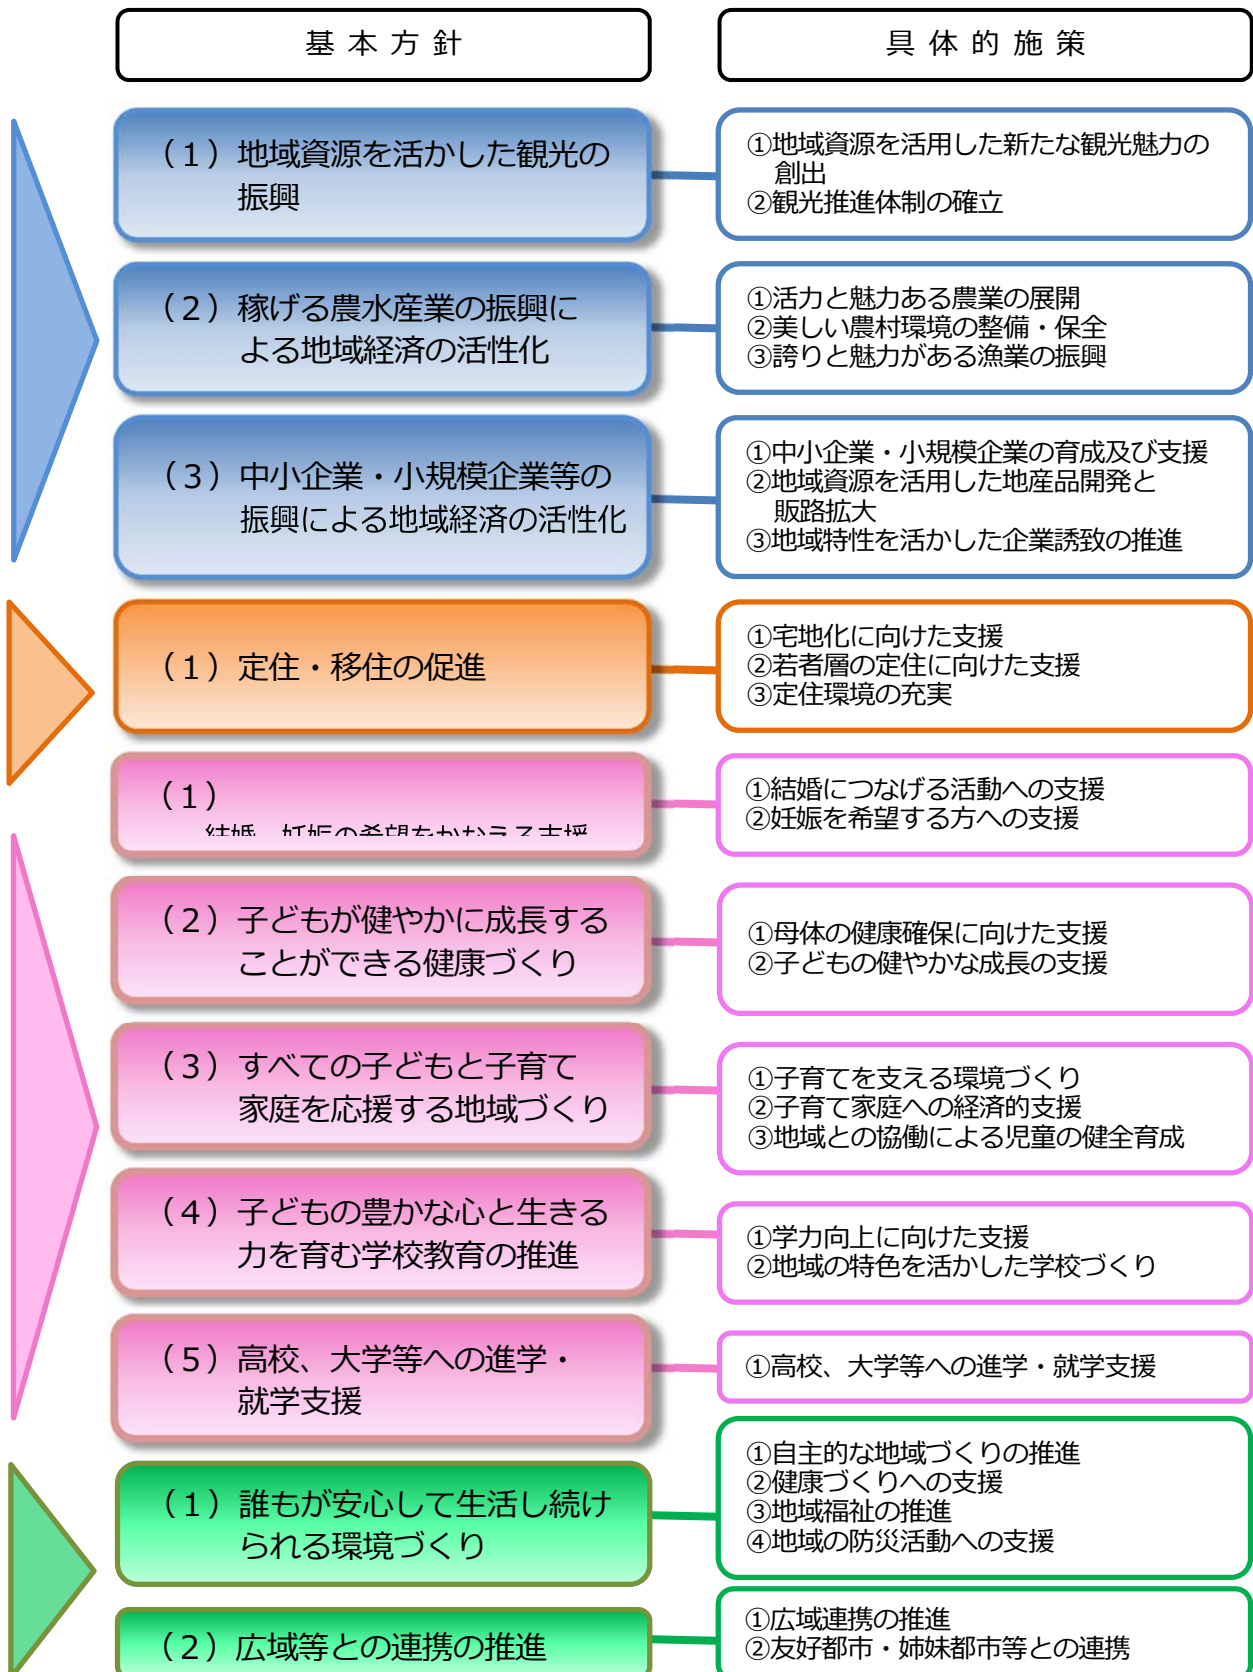 基本方針
具体的施策
（１）地域資源を活かした観光の
振興
①地域資源を活用した新たな観光魅力の
創出
②観光推進体制の確立
（２）稼げる農水産業の振興に
よる地域経済の活性化
①活力と魅力ある農業の展開
②美しい農村環境の整備・保全
③誇りと魅力がある漁業の振興
（３）中小企業・小規模企業等の
振興による地域経済の活性化
①中小企業・小規模企業の育成及び支援
②地域資源を活用した地産品開発と
販路拡大
③地域特性を活かした企業誘致の推進
（１）定住・移住の促進
①宅地化に向けた支援
②若者層の定住に向けた支援
③定住環境の充実
（１）
結婚、妊娠の希望をかなえる支援
①結婚につなげる活動への支援
②妊娠を希望する方への支援
（２）子どもが健やかに成長する
ことができる健康づくり
①母体の健康確保に向けた支援
②子どもの健やかな成長の支援
（３）すべての子どもと子育て
家庭を応援する地域づくり
①子育てを支える環境づくり
②子育て家庭への経済的支援
③地域との協働による児童の健全育成
（４）子どもの豊かな心と生きる
力を育む学校教育の推進
①学力向上に向けた支援
②地域の特色を活かした学校づくり
（５）高校、大学等への進学・
就学支援
①高校、大学等への進学・就学支援
（１）誰もが安心して生活し続け
られる環境づくり
①自主的な地域づくりの推進
②健康づくりへの支援
③地域福祉の推進
④地域の防災活動への支援
（２）広域等との連携の推進
①広域連携の推進
②友好都市・姉妹都市等との連携